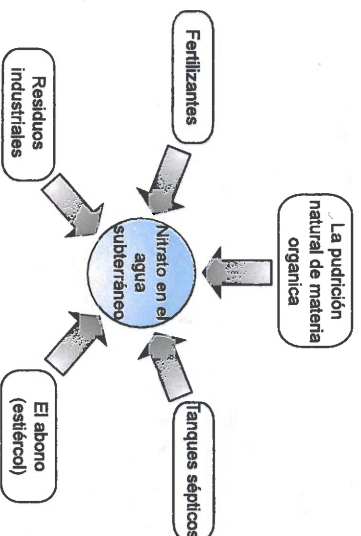 La pudrición
natural de materia
organica
Fertilizantes
Tanques sépticos
Nitrato en el
agua
subterráneo
Residuos
industriales
El abono
(estiércol)